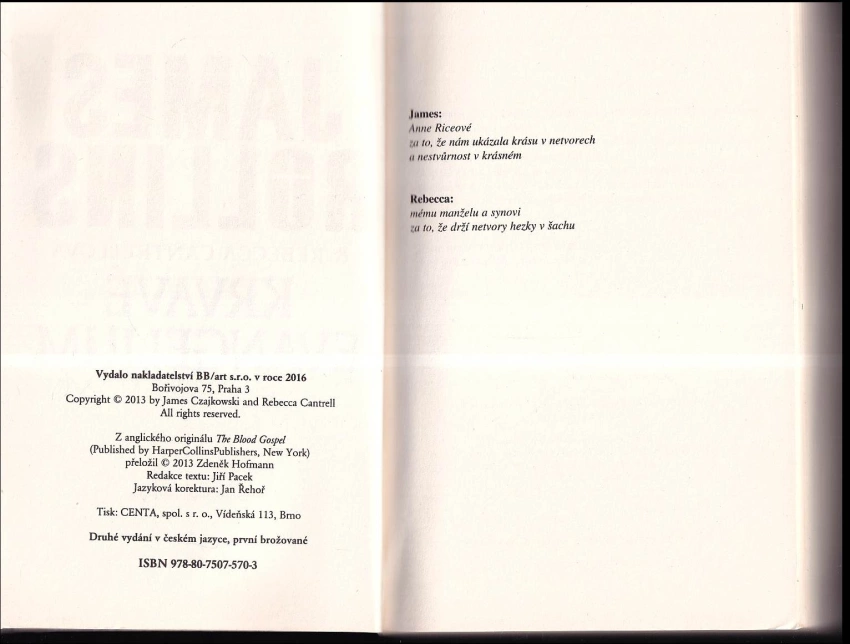 Vydalo nakladatelství BB/art s.r.o. v roce 2016
Bořivojova 75, Praha 3
Copyright © 2013 by James Czajkowski and Rebecca Cantrell
All rights reserved.
Z anglického originálu The Blood Gospel
(Published by HarperCollinsPublishers, New York)
přeložil © 2013 Zdeněk Hofmann
Redakce textu: Jiří Pacek
Jazyková korektura: Jan Řehoř
Tisk: CENTA, spol. s r. o., Vídeňská 113, Brno
Druhé vydání v českém jazyce, první brožované
ISBN 978-80-7507-570-3
James:
Anne Riceové
za to, že nám ukázala krásu v netvorech
a nestvůrnost v krásném
Rebecca:
mému manželu a synovi
za to, že drží netvory hezky v šachu